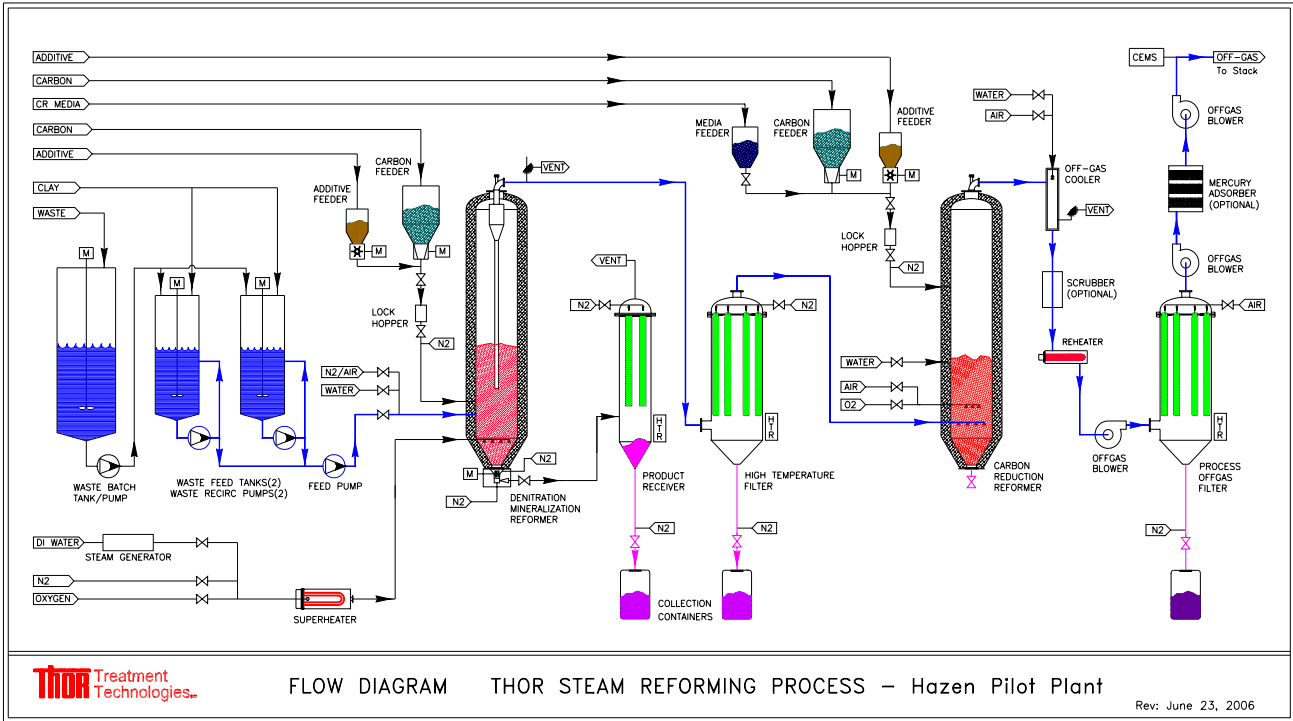 ADDITIVE
CARBON
CR MEDIA
CARBON
ADDITIVE
CLAY
WASTE
M
M
M
WASTE BATCH
TANK/PUMP
WASTE FEED TANKS(2)
WASTE RECIRC PUMPS(2)
FEED PUMP
ADDITIVE
FEEDER
M
CARBON
FEEDER
M
LOCK
HOPPER
N2
N2/AIR
WATER
VENT
M
N2
N2
DENITRATION
MINERALIZATION
REFORMER
DI WATER
STEAM GENERATOR
N2
OXYGEN
SUPERHEATER
VENT
N2
HTR
PRODUCT
RECEIVER
N2
N2
HTR
HIGH TEMPERATURE
FILTER
N2
COLLECTION
CONTAINERS
MEDIA
FEEDER
CARBON
FEEDER
M
ADDITIVE
FEEDER
M
LOCK
HOPPER
N2
WATER
AIR
O2
CARBON
REDUCTION
REFORMER
WATER
AIR
OFF-GAS
COOLER
VENT
SCRUBBER
(OPTIONAL)
REHEATER
OFFGAS
BLOWER
CEMS
OFF-GAS
To Stack
OFFGAS
BLOWER
MERCURY
ADSORBER
(OPTIONAL)
OFFGAS
BLOWER
AIR
HTR
PROCESS
OFFGAS
FILTER
N2
THOR Treatment
Technologies
FLOW DIAGRAM THOR STEAM REFORMING PROCESS – Hazen Pilot Plant
Rev: June 23, 2006